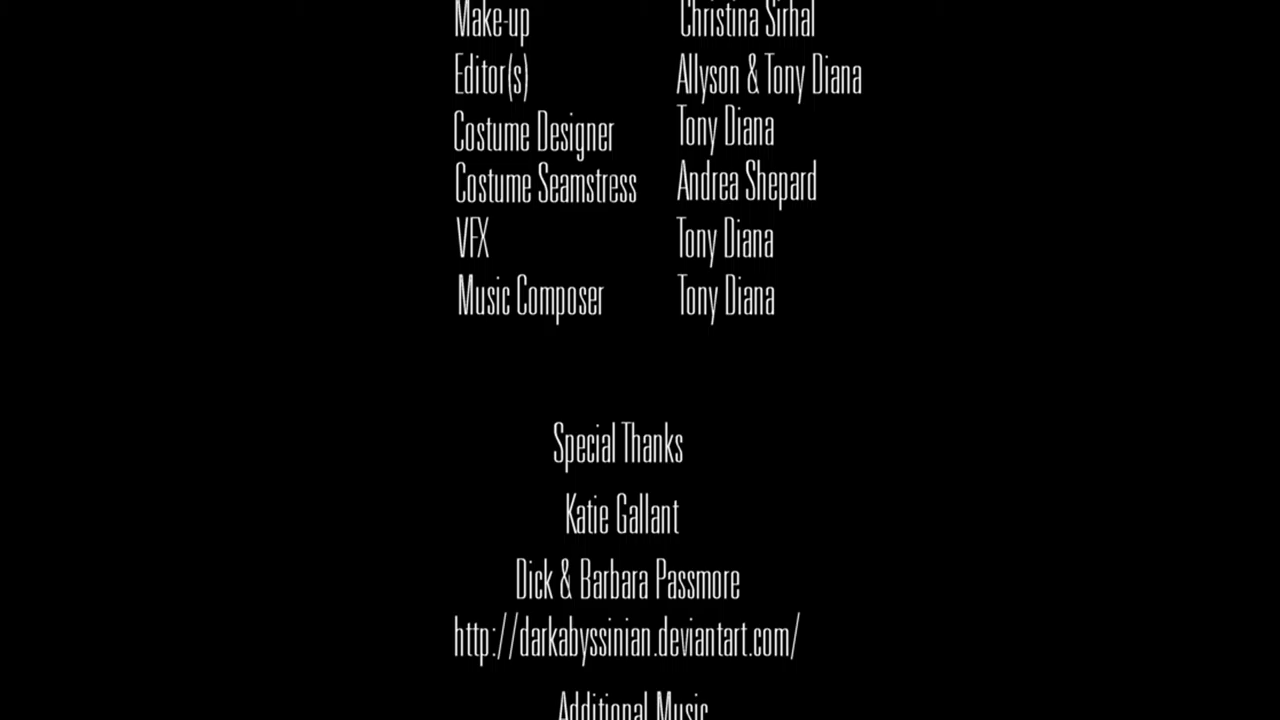 Make-up Christina Sirhal
Editor(s) Allyson & Tony Diana
Costume Designer Tony Diana
Costume Seamstress Andrea Shepard
VFX Tony Diana
Music Composer Tony Diana
Special Thanks
Katie Gallant
Dick & Barbara Passmore
http://darkabyssinian.deviantart.com/
Additional Music